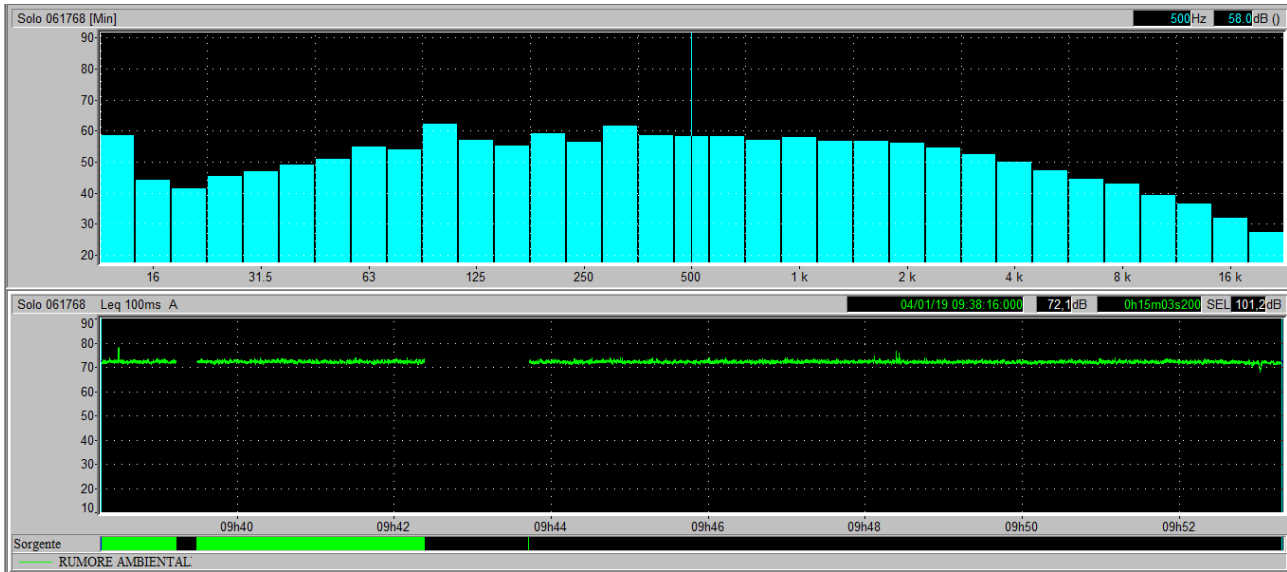 Solo 061768 [Min] 500 Hz 58.0 dB ()
90
80
70
60
50
40
30
20
16 31.5 63 125 250 500 1 k 2 k 4 k 8 k 16 k
Solo 061768 Leq 100ms A 04/01/19 09:38:16:000 72,1 dB 0h15m03s200 SEL 101,2 dB
90
80
70
60
50
40
30
20
10
09h40 09h42 09h44 09h46 09h48 09h50 09h52
Sorgente
RUMORE AMBIENTAL